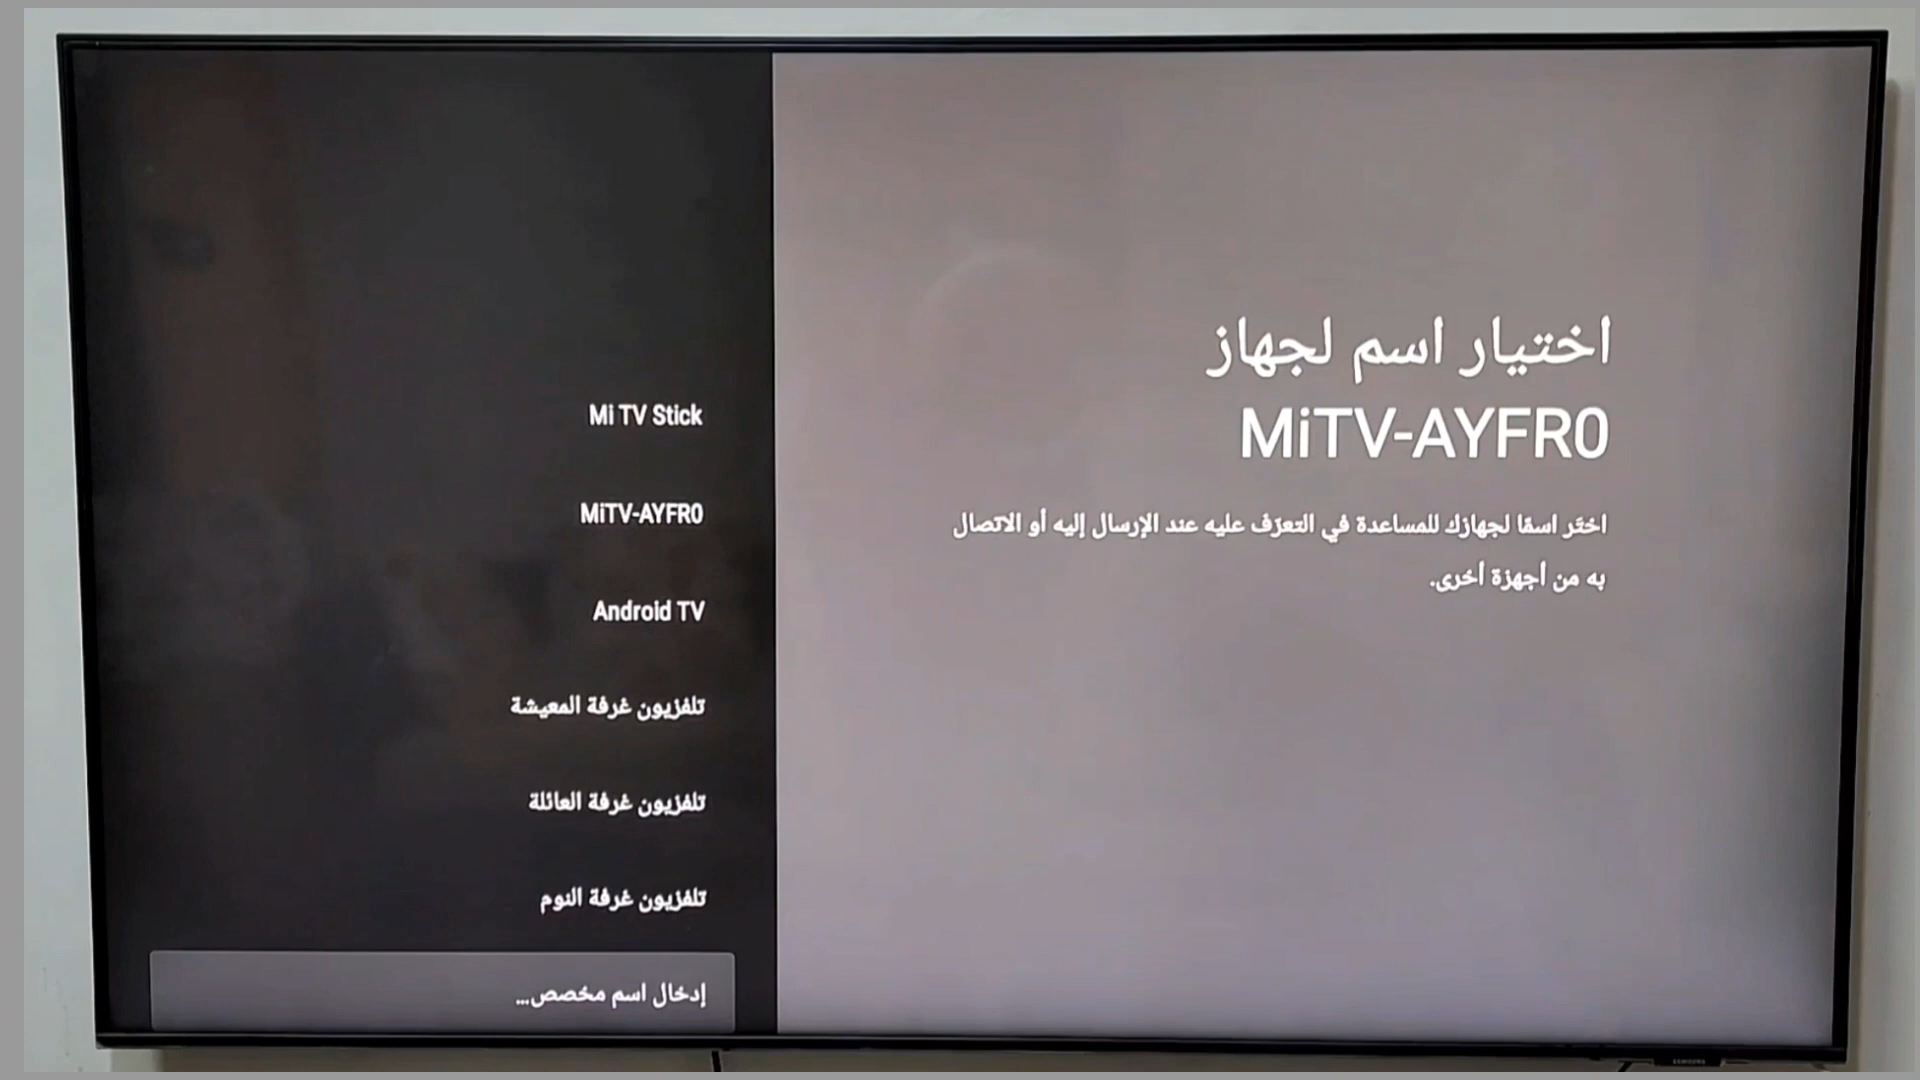 اختيار اسم لجهاز
MiTV-AYFR0
اختَر اسمًا لجهازك للمساعدة في التعرّف عليه عند الإرسال إليه أو الاتصال
به من أجهزة أخرى.
Mi TV Stick
MiTV-AYFR0
Android TV
تلفزيون غرفة المعيشة
تلفزيون غرفة العائلة
تلفزيون غرفة النوم
إدخال اسم مخصص...
SAMSUNG